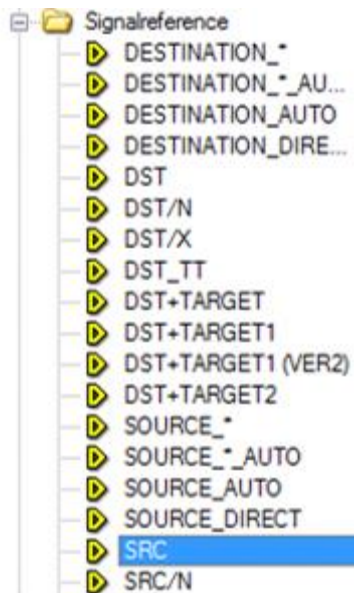 Signalreference
DESTINATION_*
DESTINATION_*_AU...
DESTINATION_AUTO
DESTINATION_DIRE...
DST
DST/N
DST/X
DST_TT
DST+TARGET
DST+TARGET1
DST+TARGET1 (VER2)
DST+TARGET2
SOURCE_*
SOURCE_*_AUTO
SOURCE_AUTO
SOURCE_DIRECT
SRC
SRC/N